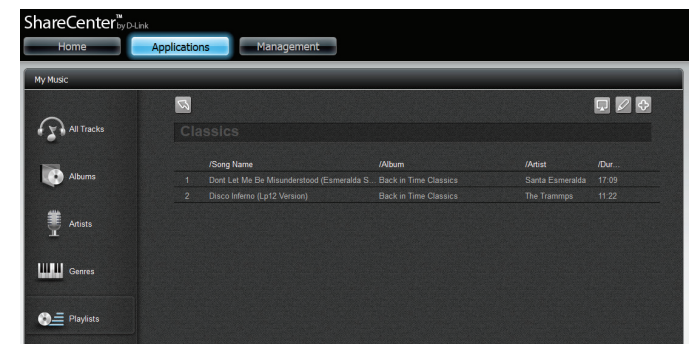 ShareCenter™ by D-Link
Home Applications Management
My Music
All Tracks
Albums
Artists
Genres
Playlists
Classics
/Song Name /Album /Artist /Dur...
1 Dont Let Me Be Misunderstood (Esmeralda S... Back in Time Classics Santa Esmeralda 17:09
2 Disco Inferno (Lp12 Version) Back in Time Classics The Trammps 11:22